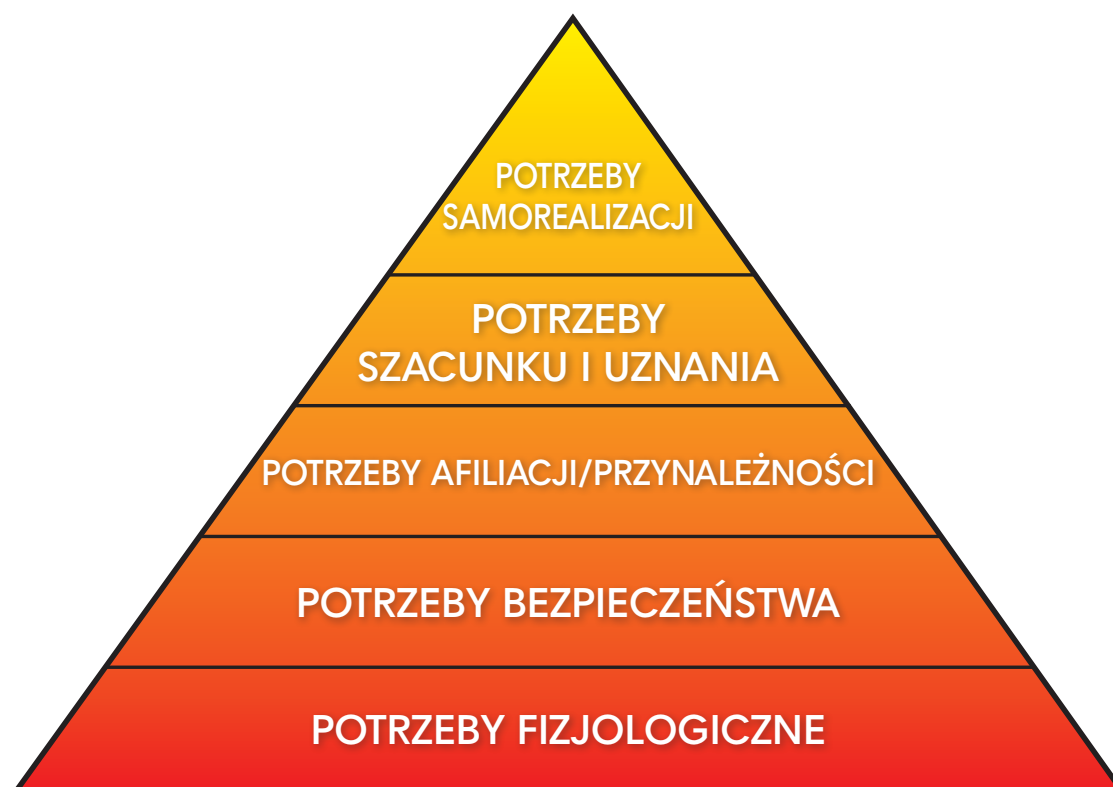 POTRZEBY
SAMOREALIZACJI
POTRZEBY
SZACUNKU I UZNANIA
POTRZEBY AFILIACJI/PRZYNALEŻNOŚCI
POTRZEBY BEZPIECZEŃSTWA
POTRZEBY FIZJOLOGICZNE